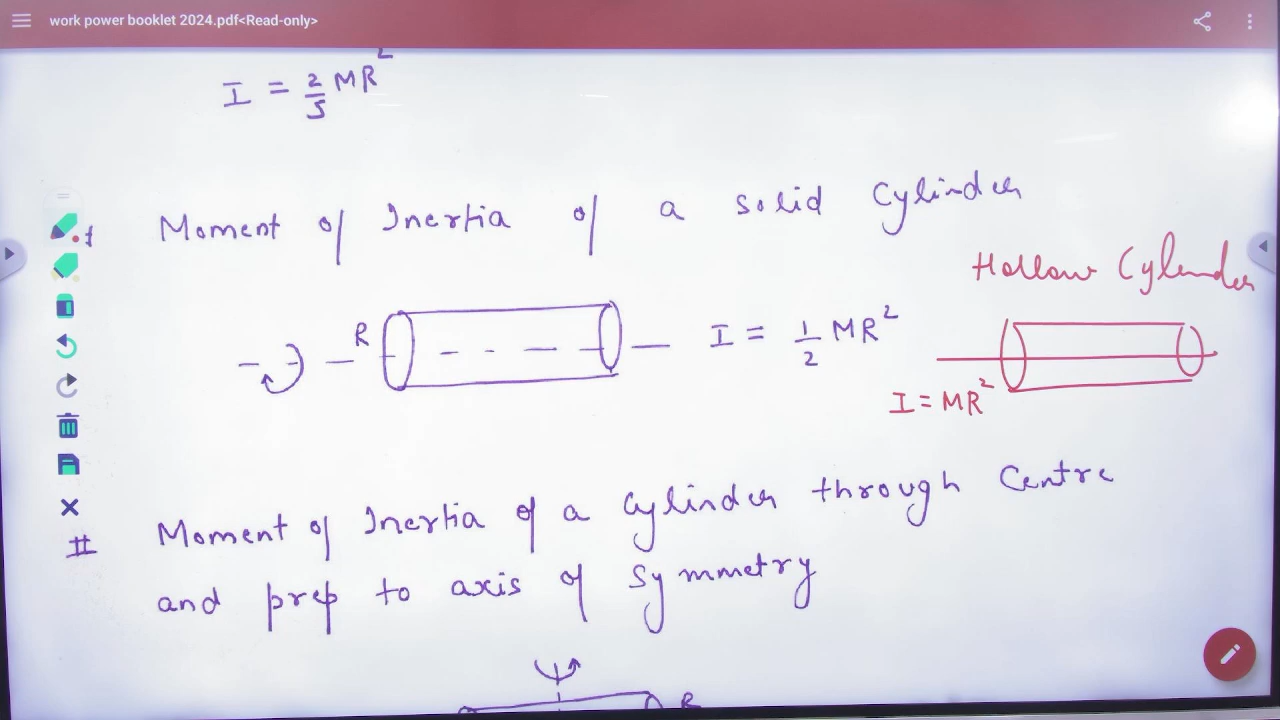 work power booklet 2024.pdf<Read-only>
I = 2/5 MR²
Moment of Inertia of a solid Cylinder
Hollow Cylinder
R
I = 1/2 MR²
I = MR²
# Moment of Inertia of a Cylinder through Centre
and prep to axis of symmetry
R